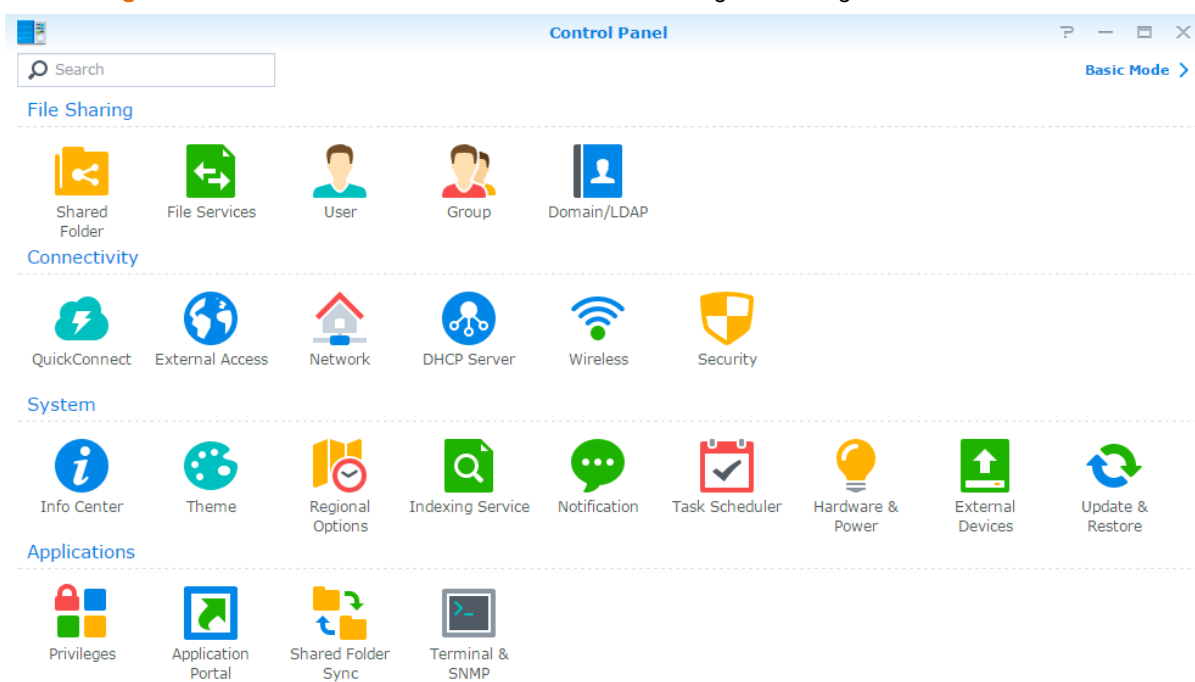 Control Panel
Search
Basic Mode
File Sharing
Shared Folder
File Services
User
Group
Domain/LDAP
Connectivity
QuickConnect
External Access
Network
DHCP Server
Wireless
Security
System
Info Center
Theme
Regional Options
Indexing Service
Notification
Task Scheduler
Hardware & Power
External Devices
Update & Restore
Applications
Privileges
Application Portal
Shared Folder Sync
Terminal & SNMP